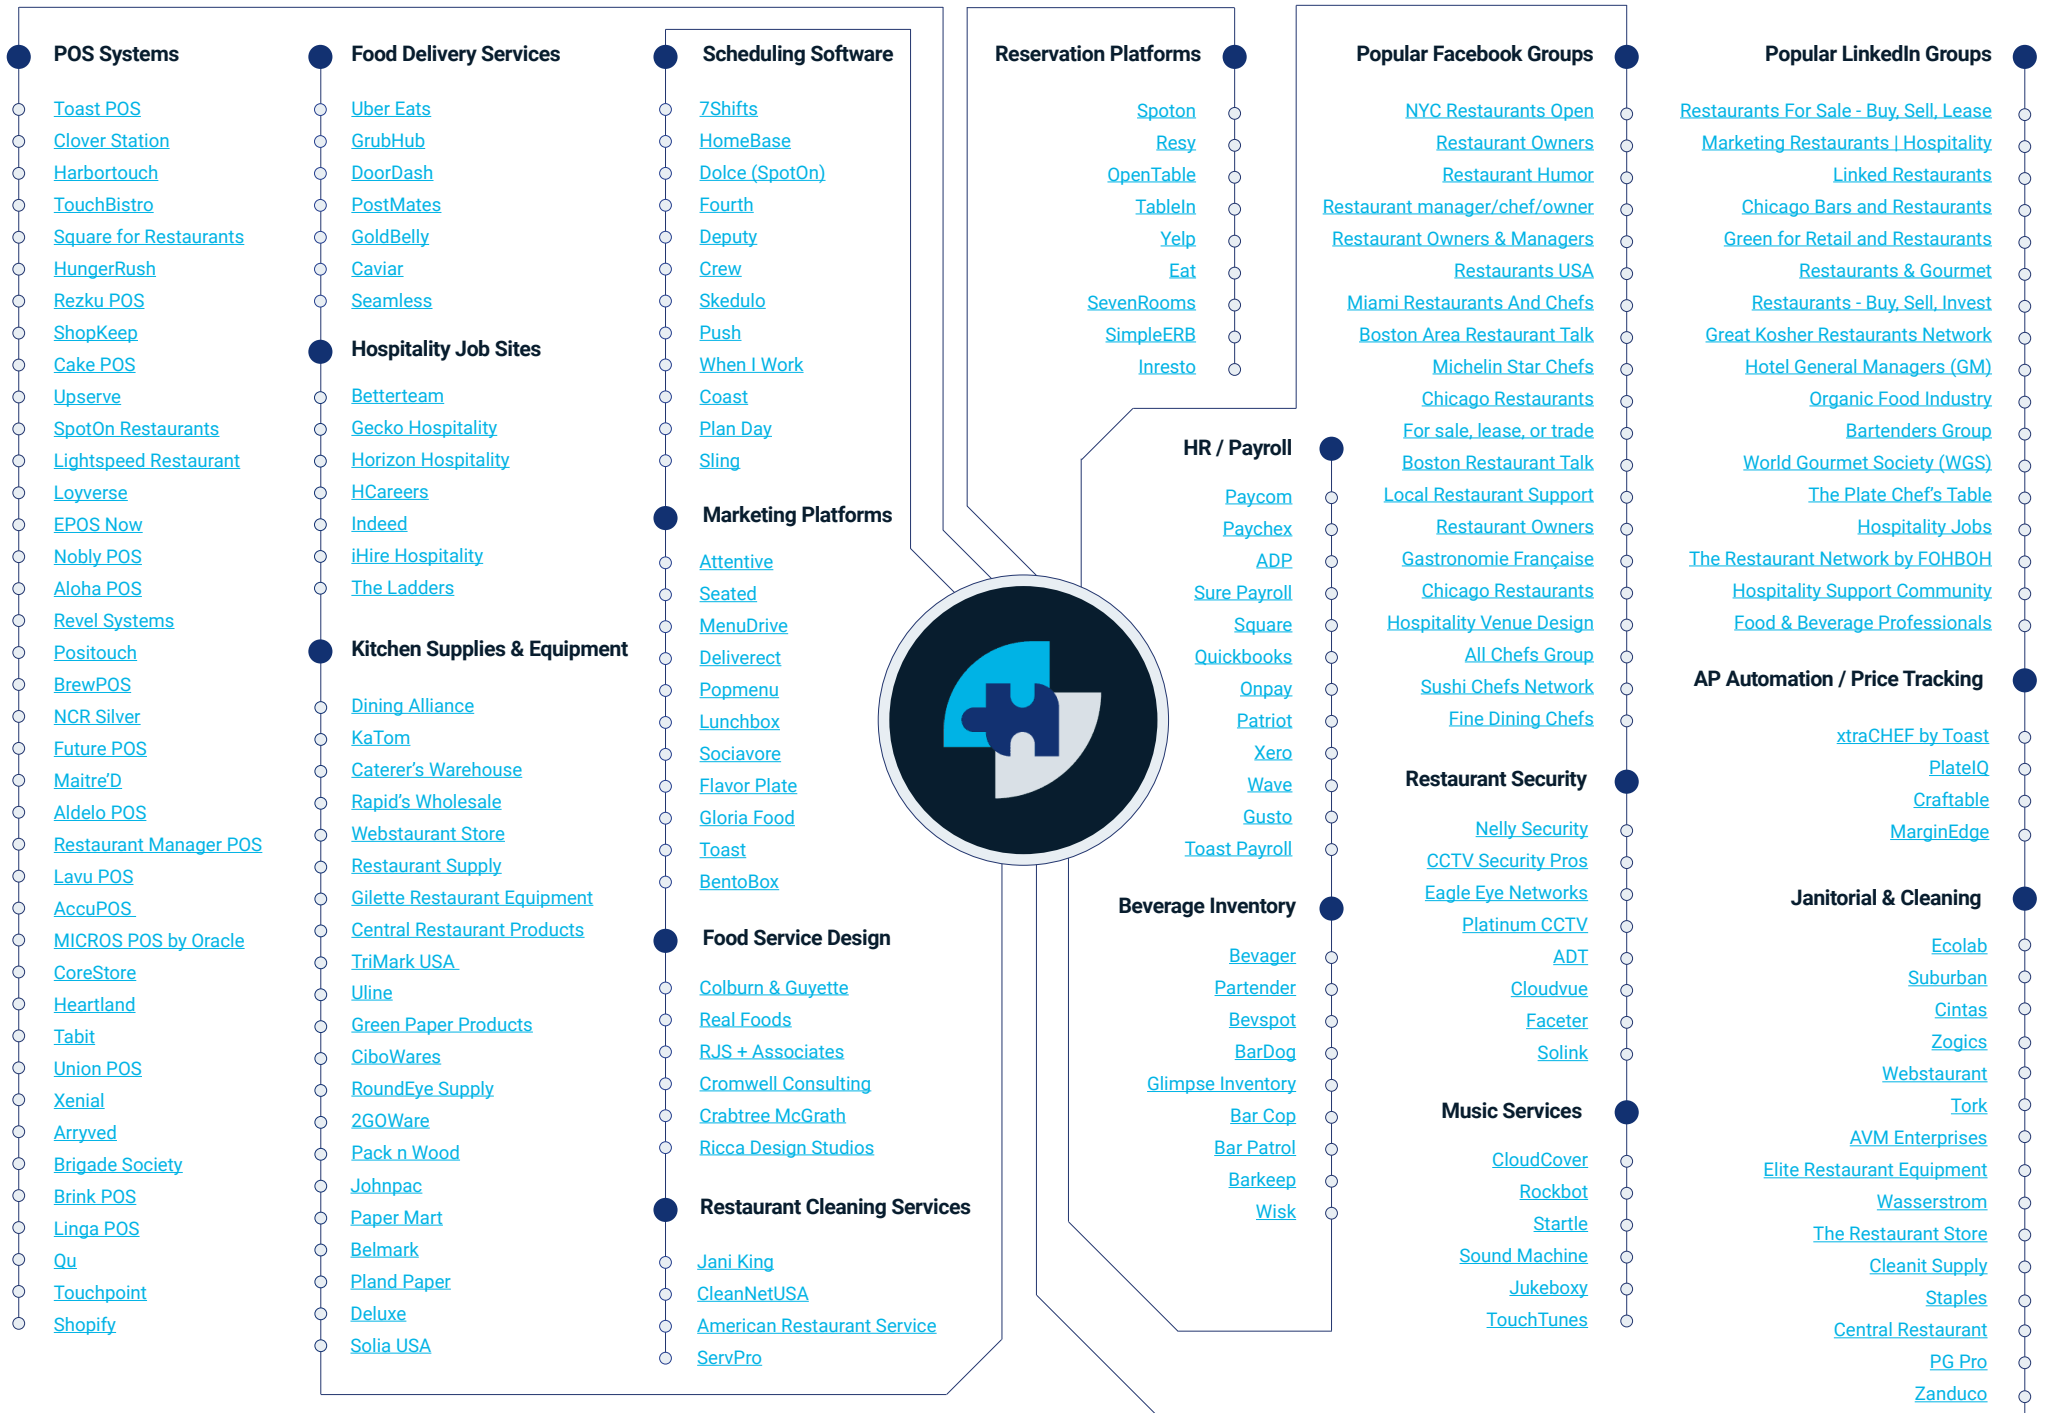 POS Systems
Toast POS
Clover Station
Harbortouch
TouchBistro
Square for Restaurants
HungerRush
Rezku POS
ShopKeep
Cake POS
Upserve
SpotOn Restaurants
Lightspeed Restaurant
Loyverse
EPOS Now
Nobly POS
Aloha POS
Revel Systems
Positouch
BrewPOS
NCR Silver
Future POS
Maitre’D
Aldelo POS
Restaurant Manager POS
Lavu POS
AccuPOS
MICROS POS by Oracle
CoreStore
Heartland
Tabit
Union POS
Xenial
Arryved
Brigade Society
Brink POS
Linga POS
Qu
Touchpoint
Shopify
Food Delivery Services
Uber Eats
GrubHub
DoorDash
PostMates
GoldBelly
Caviar
Seamless
Hospitality Job Sites
Betterteam
Gecko Hospitality
Horizon Hospitality
HCareers
Indeed
iHire Hospitality
The Ladders
Kitchen Supplies & Equipment
Dining Alliance
KaTom
Caterer’s Warehouse
Rapid’s Wholesale
Webstaurant Store
Restaurant Supply
Gilette Restaurant Equipment
Central Restaurant Products
TriMark USA
Uline
Green Paper Products
CiboWares
RoundEye Supply
2GOWare
Pack n Wood
Johnpac
Paper Mart
Belmark
Pland Paper
Deluxe
Solia USA
Scheduling Software
7Shifts
HomeBase
Dolce (SpotOn)
Fourth
Deputy
Crew
Skedulo
Push
When I Work
Coast
Plan Day
Sling
Marketing Platforms
Attentive
Seated
MenuDrive
Deliverect
Popmenu
Lunchbox
Sociavore
Flavor Plate
Gloria Food
Toast
BentoBox
Food Service Design
Colburn & Guyette
Real Foods
RJS + Associates
Cromwell Consulting
Crabtree McGrath
Ricca Design Studios
Restaurant Cleaning Services
Jani King
CleanNetUSA
American Restaurant Service
ServPro
Reservation Platforms
Spoton
Resy
OpenTable
TableIn
Yelp
Eat
SevenRooms
SimpleERB
Inresto
HR / Payroll
Paycom
Paychex
ADP
Sure Payroll
Square
Quickbooks
Onpay
Patriot
Xero
Wave
Gusto
Toast Payroll
Beverage Inventory
Bevager
Partender
Bevspot
BarDog
Glimpse Inventory
Bar Cop
Bar Patrol
Barkeep
Wisk
Popular Facebook Groups
NYC Restaurants Open
Restaurant Owners
Restaurant Humor
Restaurant manager/chef/owner
Restaurant Owners & Managers
Restaurants USA
Miami Restaurants And Chefs
Boston Area Restaurant Talk
Michelin Star Chefs
Chicago Restaurants
For sale, lease, or trade
Boston Restaurant Talk
Local Restaurant Support
Restaurant Owners
Gastronomie Française
Chicago Restaurants
Hospitality Venue Design
All Chefs Group
Sushi Chefs Network
Fine Dining Chefs
Restaurant Security
Nelly Security
CCTV Security Pros
Eagle Eye Networks
Platinum CCTV
ADT
Cloudvue
Faceter
Solink
Music Services
CloudCover
Rockbot
Startle
Sound Machine
Jukeboxy
TouchTunes
Popular LinkedIn Groups
Restaurants For Sale - Buy, Sell, Lease
Marketing Restaurants | Hospitality
Linked Restaurants
Chicago Bars and Restaurants
Green for Retail and Restaurants
Restaurants & Gourmet
Restaurants - Buy, Sell, Invest
Great Kosher Restaurants Network
Hotel General Managers (GM)
Organic Food Industry
Bartenders Group
World Gourmet Society (WGS)
The Plate Chef’s Table
Hospitality Jobs
The Restaurant Network by FOHBOH
Hospitality Support Community
Food & Beverage Professionals
AP Automation / Price Tracking
xtraCHEF by Toast
PlateIQ
Craftable
MarginEdge
Janitorial & Cleaning
Ecolab
Suburban
Cintas
Zogics
Webstaurant
Tork
AVM Enterprises
Elite Restaurant Equipment
Wasserstrom
The Restaurant Store
Cleanit Supply
Staples
Central Restaurant
PG Pro
Zanduco